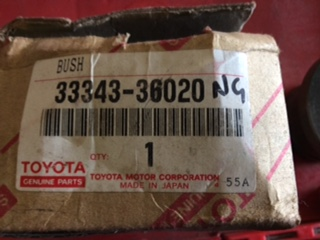 BUSH
33343-36020 NG
TOYOTA
GENUINE PARTS
QTY:
1
TOYOTA MOTOR CORPORATION
MADE IN JAPAN
55A